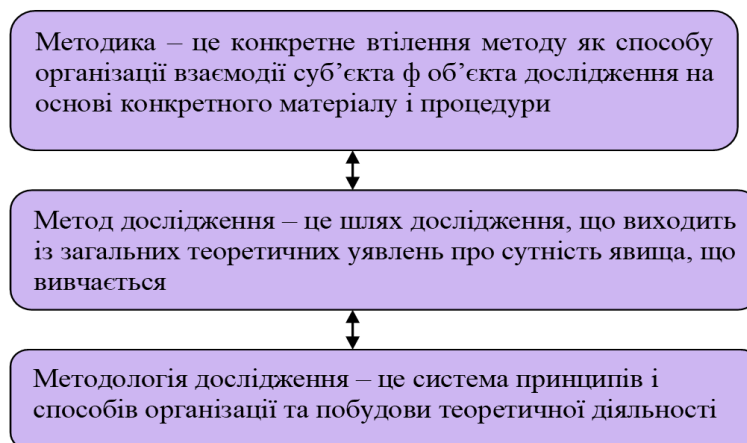 Методика – це конкретне втілення методу як способу
організації взаємодії суб’єкта ф об’єкта дослідження на
основі конкретного матеріалу і процедури
Метод дослідження – це шлях дослідження, що виходить
із загальних теоретичних уявлень про сутність явища, що
вивчається
Методологія дослідження – це система принципів і
способів організації та побудови теоретичної діяльності